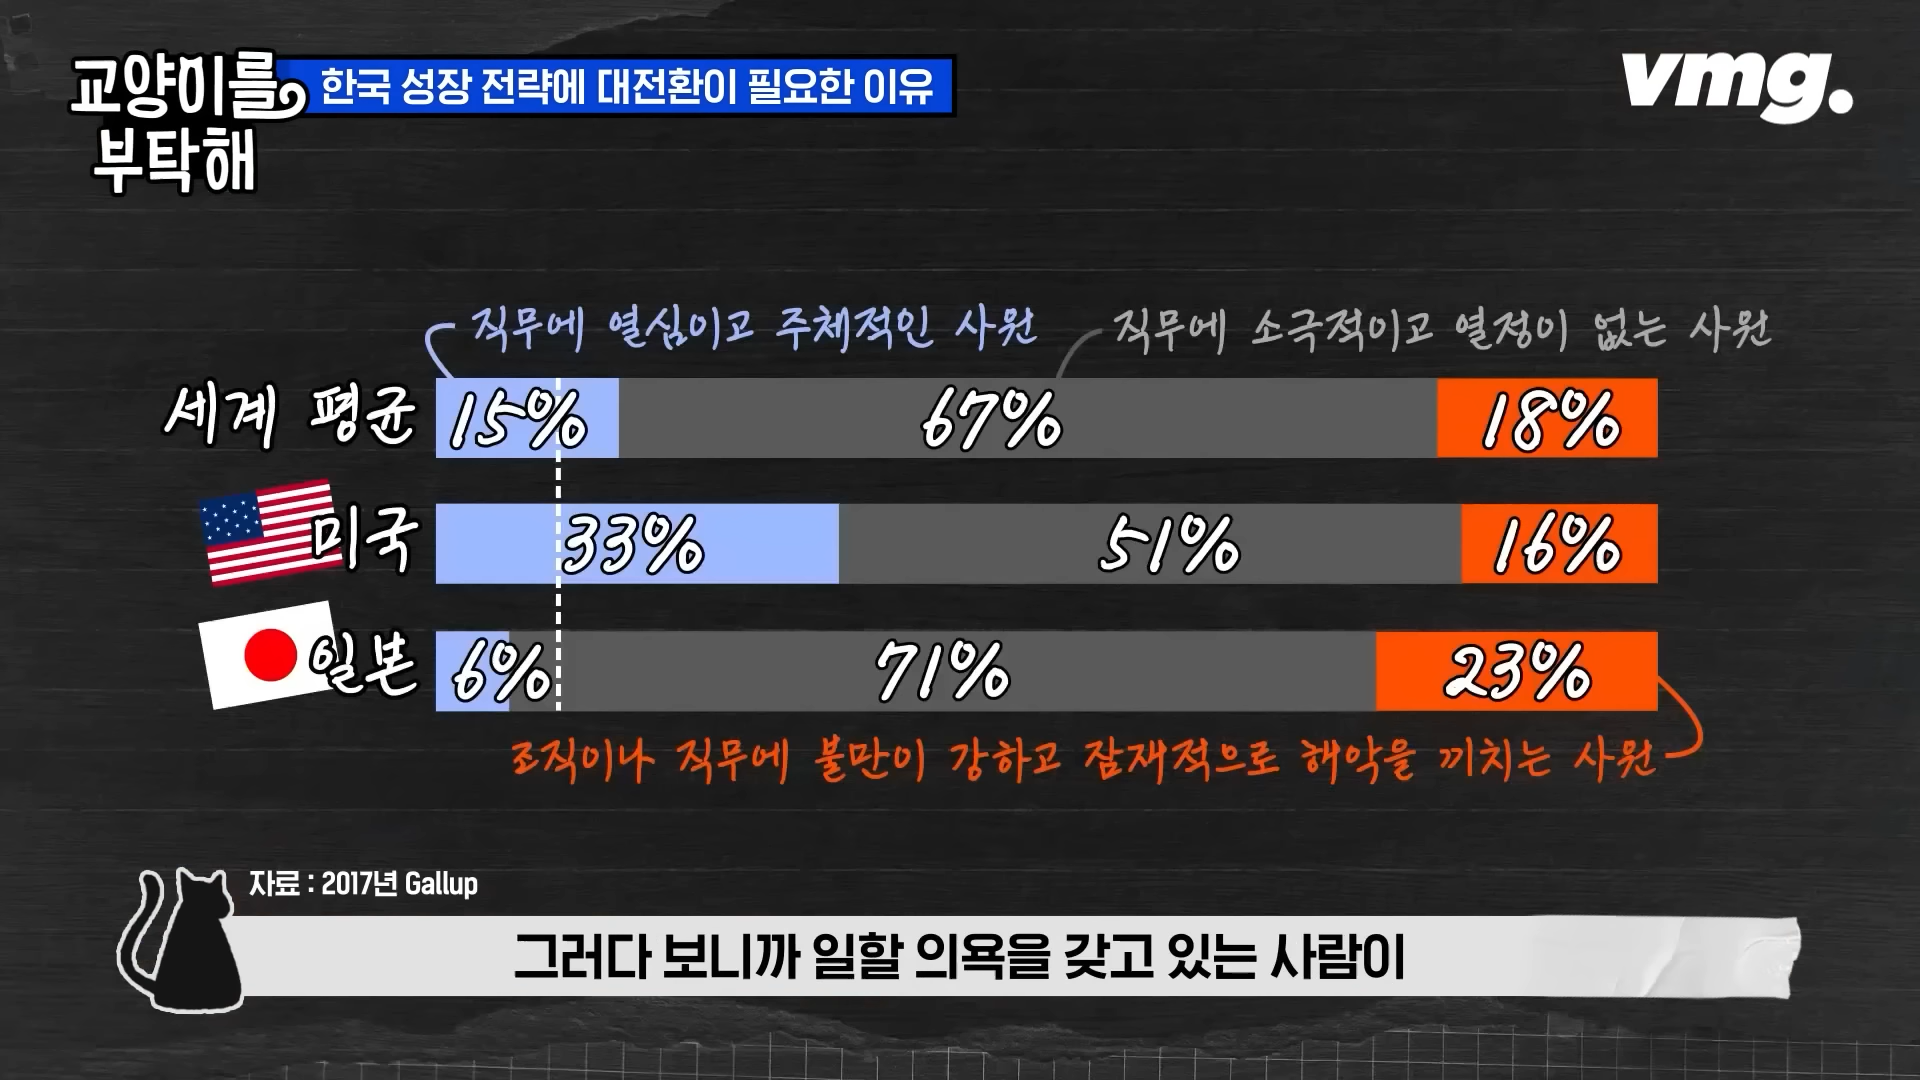 교양이를
부탁해
한국 성장 전략에 대전환이 필요한 이유
vmg.
직무에 열심이고 주체적인 사원
직무에 소극적이고 열정이 없는 사원
세계 평균 15% 67% 18%
미국 33% 51% 16%
일본 6% 71% 23%
조직이나 직무에 불만이 강하고 잠재적으로 해악을 끼치는 사원
자료 : 2017년 Gallup
그러다 보니까 일할 의욕을 갖고 있는 사람이